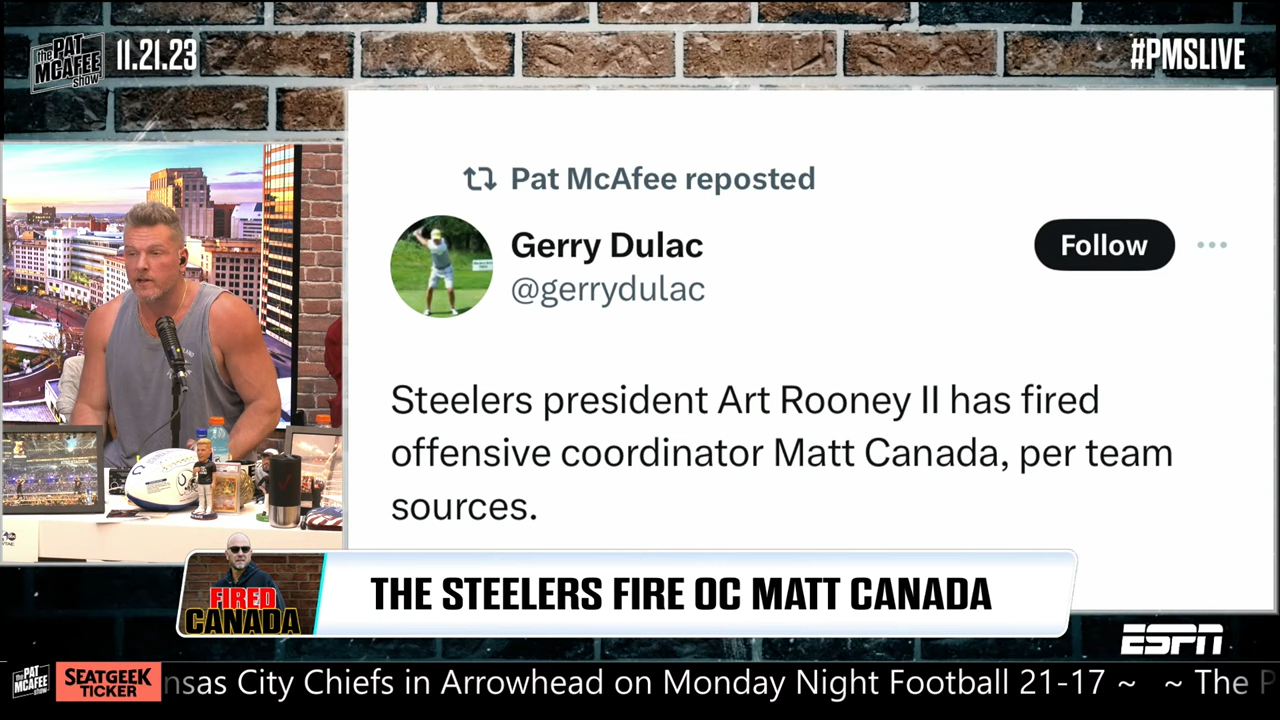 the PAT MCAFEE show
11.21.23
#PMSLIVE
Pat McAfee reposted
Gerry Dulac
Follow
@gerrydulac
Steelers president Art Rooney II has fired
offensive coordinator Matt Canada, per team
sources.
FIRED
CANADA
THE STEELERS FIRE OC MATT CANADA
ESPN
the PAT MCAFEE show
SEATGEEK
TICKER
nsas City Chiefs in Arrowhead on Monday Night Football 21-17 ~ ~ The P